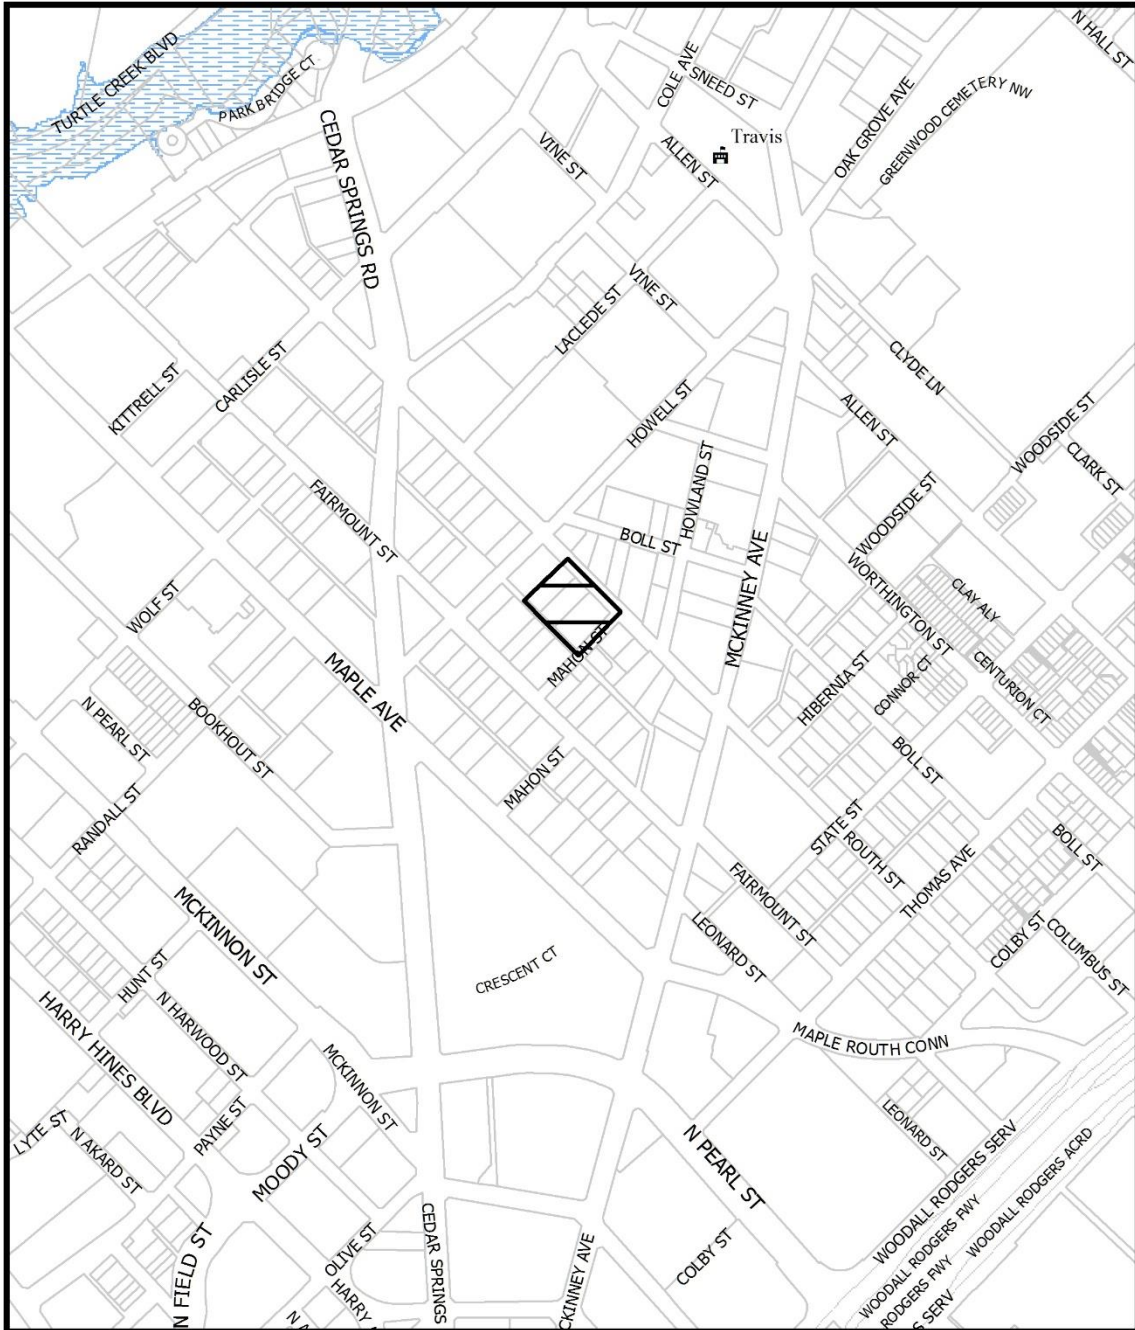 N HALL ST
TURTLE CREEK BLVD
PARK BRIDGE CT
COLE AVE
SNEED ST
OAK GROVE AVE
GREENWOOD CEMETERY NW
Travis
CEDAR SPRINGS RD
VINE ST
ALLEN ST
VINE ST
LACLEDE ST
CLYDE LN
KITTRELL ST
CARLISLE ST
HOWELL ST
ALLEN ST
WOODSIDE ST
CLARK ST
HOWLAND ST
FAIRMOUNT ST
BOLL ST
WOODSIDE ST
MCKINNEY AVE
WORTHINGTON ST
CLAY ALY
WOLF ST
MAHON ST
MAPLE AVE
HIBERNIA ST
CONNOR CT
CENTURION CT
N PEARL ST
BOOKHOUT ST
MAHON ST
BOLL ST
RANDALL ST
STATE ST
ROUTH ST
THOMAS AVE
BOLL ST
FAIRMOUNT ST
MCKINNON ST
LEONARD ST
COLBY ST
COLUMBUS ST
CRESCENT CT
HUNT ST
N HARWOOD ST
HARRY HINES BLVD
MCKINNON ST
MAPLE ROUTH CONN
LYTE ST
N AKARD ST
PAYNE ST
MOODY ST
N PEARL ST
LEONARD ST
WOODALL RODGERS SERV
WOODALL RODGERS ACRD
WOODALL RODGERS FWY
RODGERS FWY
S SERV
N FIELD ST
OLIVE ST
HARRY
N A
CEDAR SPRINGS
CKINNEY AVE
COLBY ST